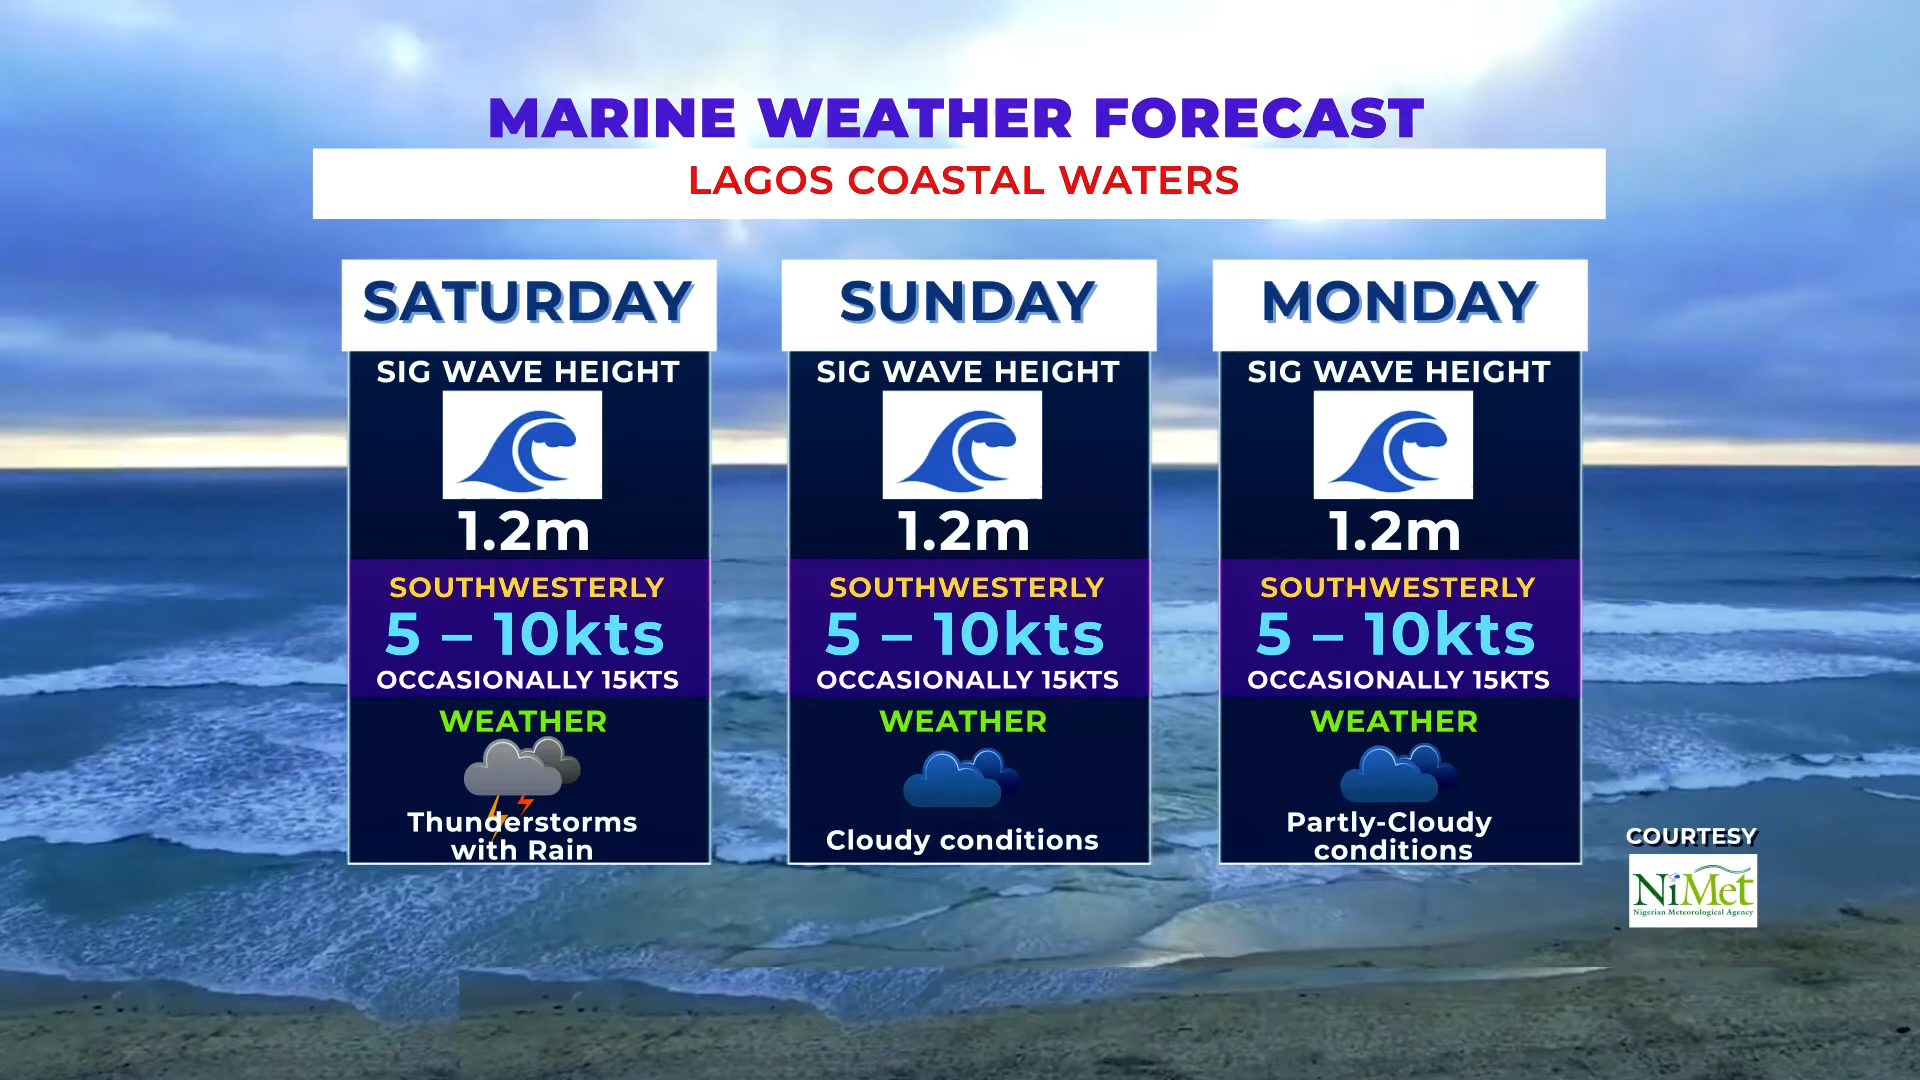 MARINE WEATHER FORECAST
LAGOS COASTAL WATERS
SATURDAY
SIG WAVE HEIGHT
1.2m
SOUTHWESTERLY
5 – 10kts
OCCASIONALLY 15KTS
WEATHER
Thunderstorms
with Rain
SUNDAY
SIG WAVE HEIGHT
1.2m
SOUTHWESTERLY
5 – 10kts
OCCASIONALLY 15KTS
WEATHER
Cloudy conditions
MONDAY
SIG WAVE HEIGHT
1.2m
SOUTHWESTERLY
5 – 10kts
OCCASIONALLY 15KTS
WEATHER
Partly-Cloudy
conditions
COURTESY
NiMet
Nigerian Meteorological Agency